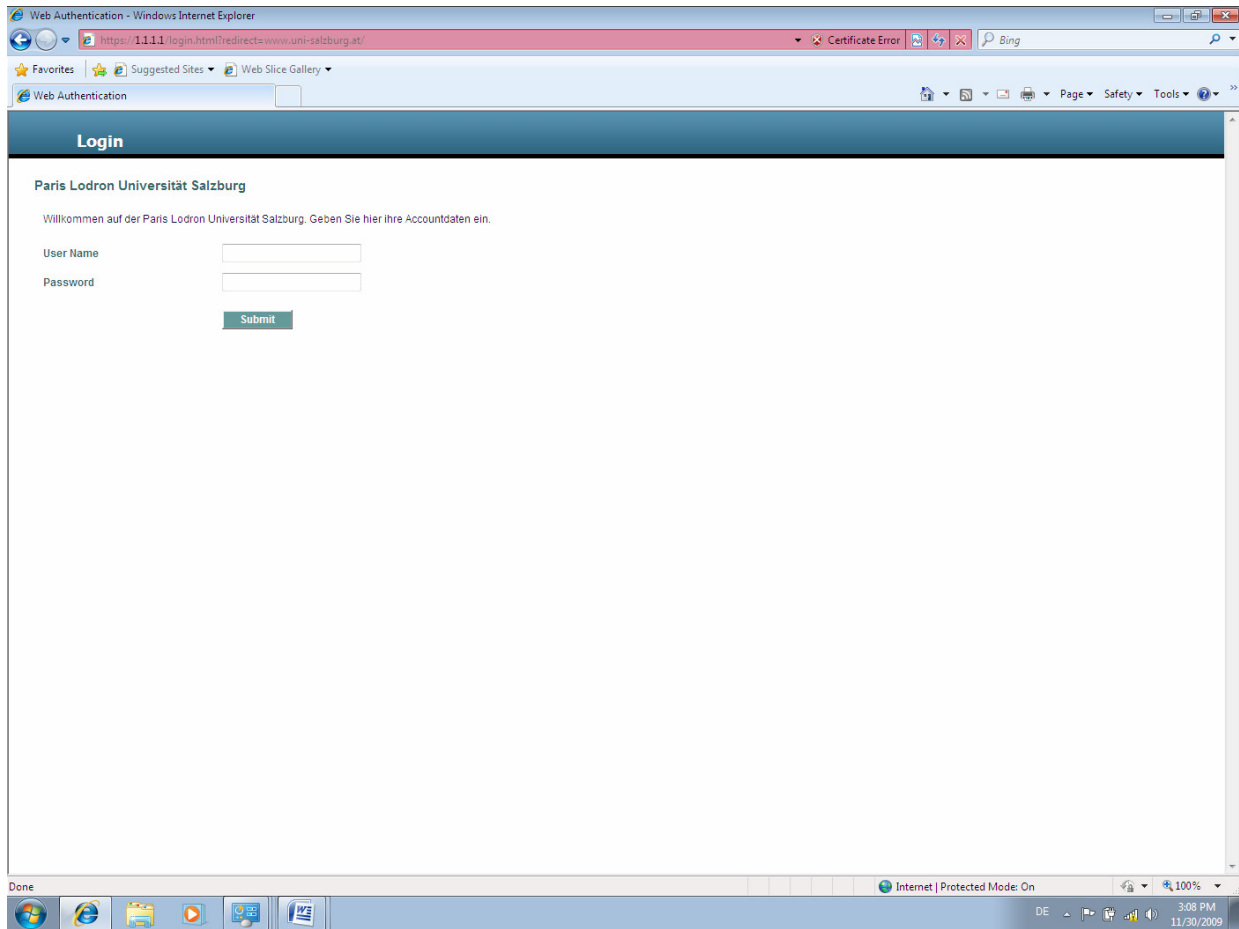 Web Authentication - Windows Internet Explorer
https://1.1.1.1/login.html?redirect=www.uni-salzburg.at/ Certificate Error Bing
Favorites Suggested Sites Web Slice Gallery
Web Authentication Page Safety Tools
Login
Paris Lodron Universität Salzburg
Willkommen auf der Paris Lodron Universität Salzburg. Geben Sie hier ihre Accountdaten ein.
User Name
Password
Submit
Done Internet | Protected Mode: On 100%
DE 3:08 PM
11/30/2009